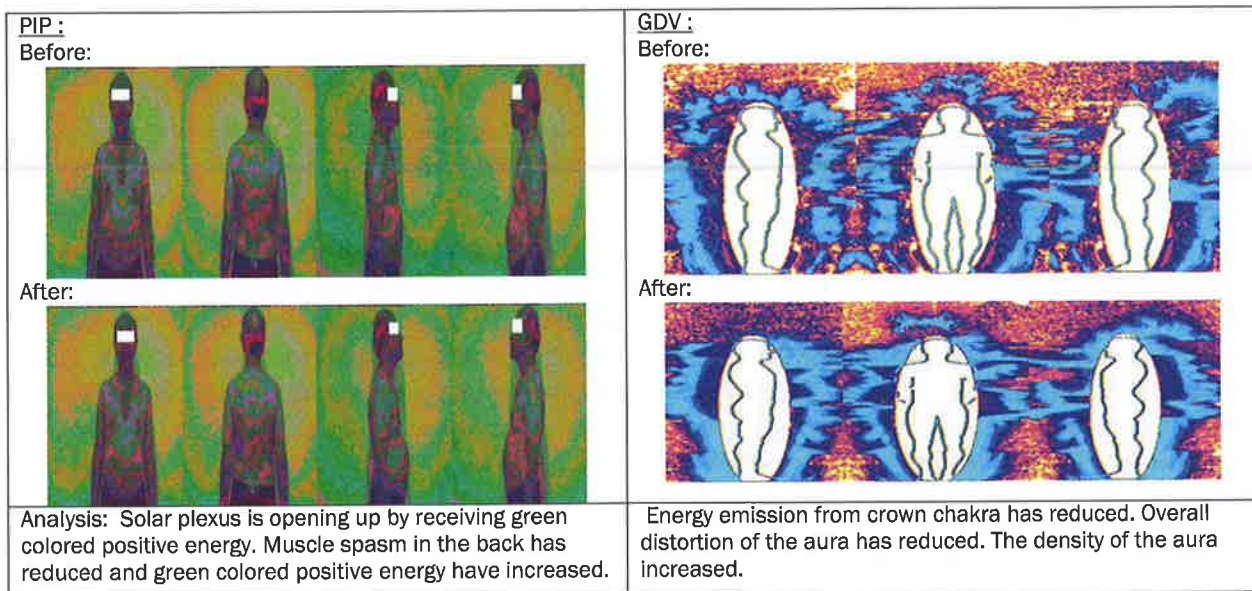 PIP :
Before:
After:
Analysis: Solar plexus is opening up by receiving green
colored positive energy. Muscle spasm in the back has
reduced and green colored positive energy have increased.
GDV :
Before:
After:
Energy emission from crown chakra has reduced. Overall
distortion of the aura has reduced. The density of the aura
increased.